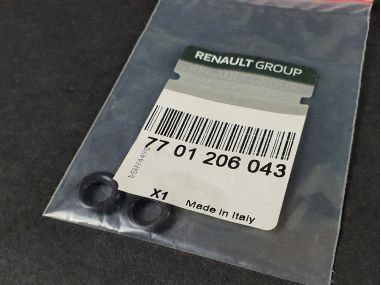 RENAULT GROUP
77 01 206 043
X1
Made in Italy